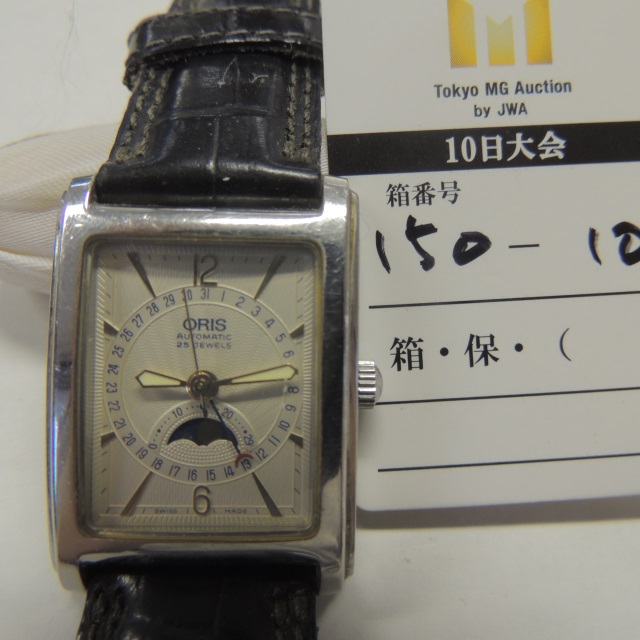 Tokyo MG Auction
by JWA
10日大会
箱番号
150-10
箱・保・(
12
ORIS
AUTOMATIC
25 JEWELS
6
SWISS MADE